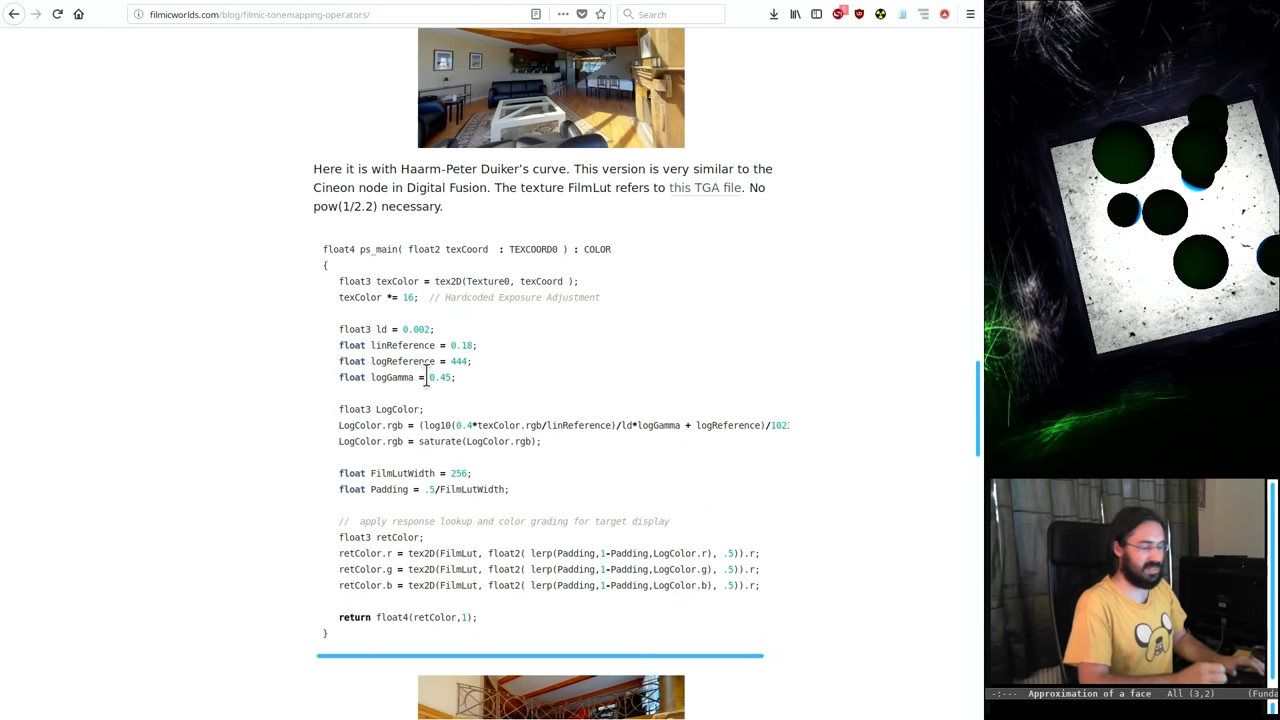 filmicworlds.com/blog/filmic-tonemapping-operators/
Search
Here it is with Haarm-Peter Duiker’s curve. This version is very similar to the
Cineon node in Digital Fusion. The texture FilmLut refers to this TGA file. No
pow(1/2.2) necessary.
float4 ps_main( float2 texCoord  : TEXCOORD0 ) : COLOR
{
float3 texColor = tex2D(Texture0, texCoord );
texColor *= 16;  // Hardcoded Exposure Adjustment
float3 ld = 0.002;
float linReference = 0.18;
float logReference = 444;
float logGamma = 0.45;
float3 LogColor;
LogColor.rgb = (log10(0.4*texColor.rgb/linReference)/ld*logGamma + logReference)/1023
LogColor.rgb = saturate(LogColor.rgb);
float FilmLutWidth = 256;
float Padding = .5/FilmLutWidth;
//  apply response lookup and color grading for target display
float3 retColor;
retColor.r = tex2D(FilmLut, float2( lerp(Padding,1-Padding,LogColor.r), .5)).r;
retColor.g = tex2D(FilmLut, float2( lerp(Padding,1-Padding,LogColor.g), .5)).r;
retColor.b = tex2D(FilmLut, float2( lerp(Padding,1-Padding,LogColor.b), .5)).r;
return float4(retColor,1);
}
-:---  Approximation of a face   All (3,2)      (Funda